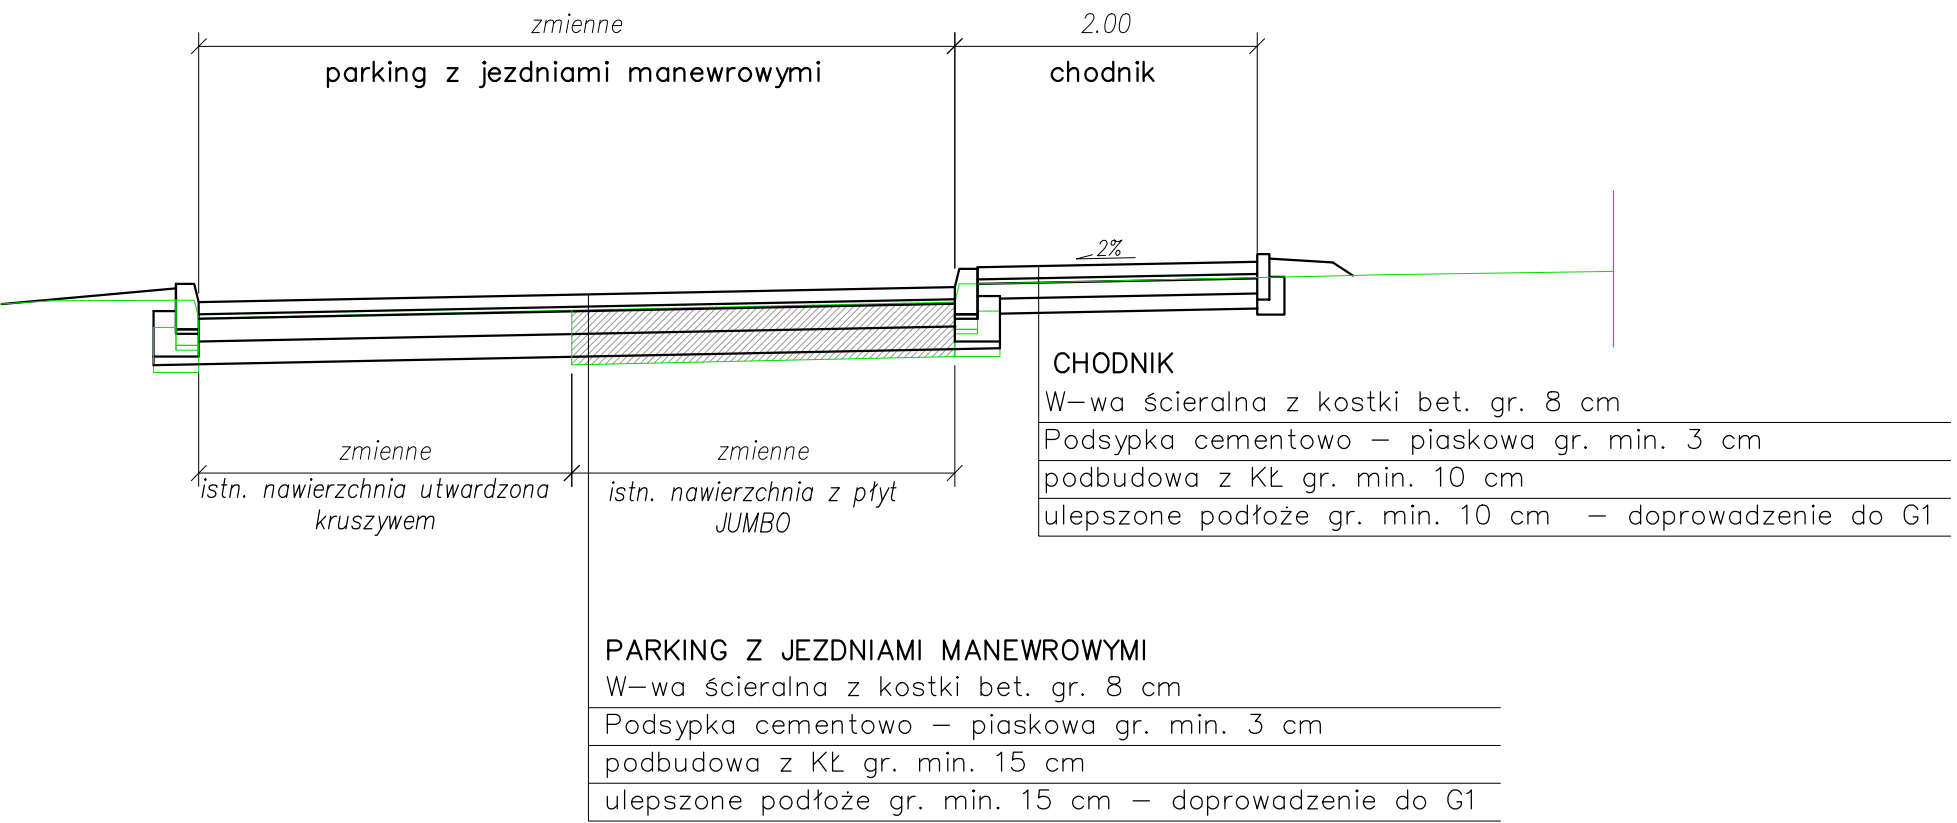 zmienne
2.00
parking z jezdniami manewrowymi
chodnik
2%
CHODNIK
W-wa ścieralna z kostki bet. gr. 8 cm
Podsypka cementowo – piaskowa gr. min. 3 cm
podbudowa z KŁ gr. min. 10 cm
ulepszone podłoże gr. min. 10 cm – doprowadzenie do G1
zmienne
zmienne
istn. nawierzchnia utwardzona
kruszywem
istn. nawierzchnia z płyt
JUMBO
PARKING Z JEZDNIAMI MANEWROWYMI
W-wa ścieralna z kostki bet. gr. 8 cm
Podsypka cementowo – piaskowa gr. min. 3 cm
podbudowa z KŁ gr. min. 15 cm
ulepszone podłoże gr. min. 15 cm – doprowadzenie do G1